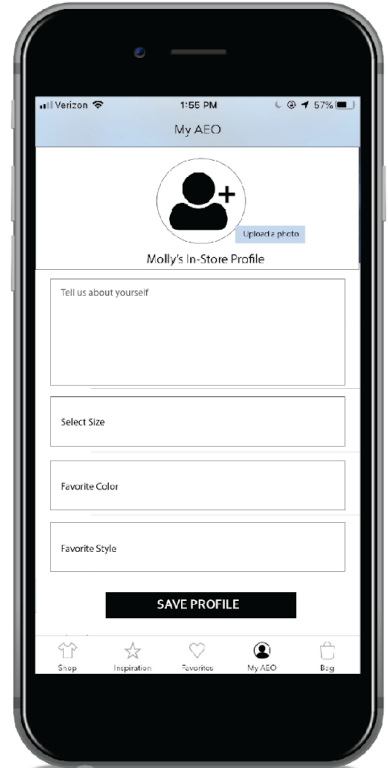 Verizon 1:55 PM 57%
My AEO
Upload a photo
Molly's In-Store Profile
Tell us about yourself
Select Size
Favorite Color
Favorite Style
SAVE PROFILE
Shop Inspiration Favorites My AEO Bag